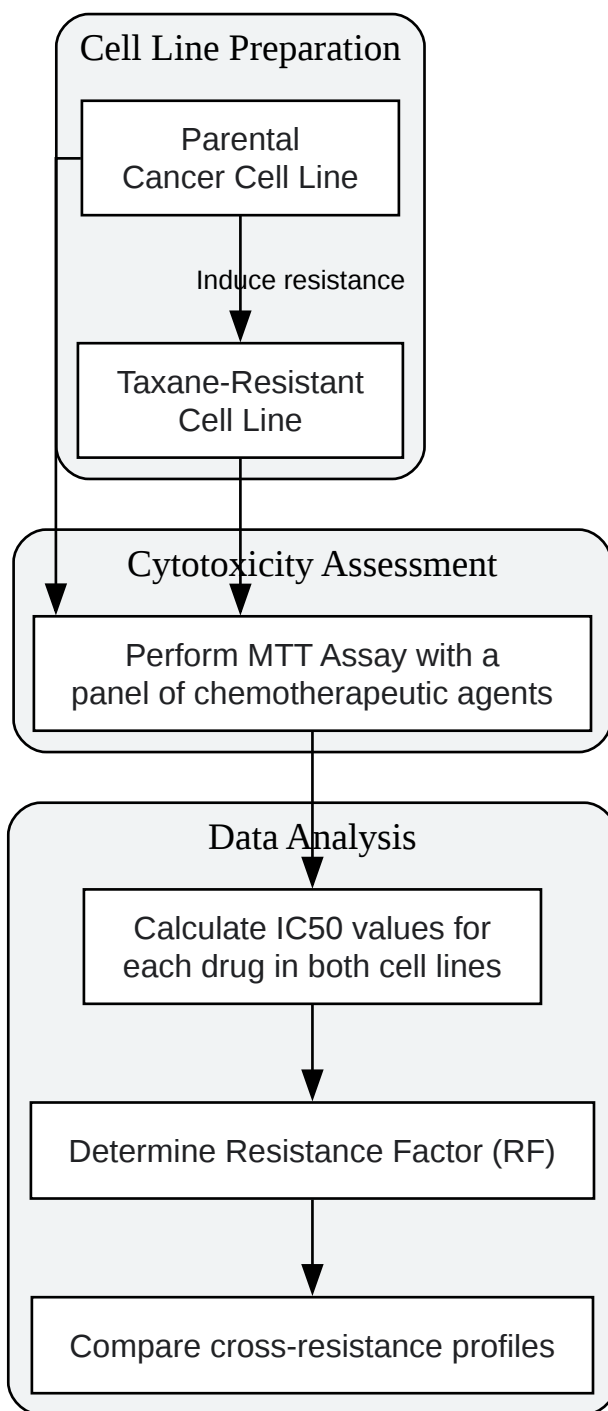 Cell Line Preparation
Parental
Cancer Cell Line
Induce resistance
Taxane-Resistant
Cell Line
Cytotoxicity Assessment
Perform MTT Assay with a
panel of chemotherapeutic agents
Data Analysis
Calculate IC50 values for
each drug in both cell lines
Determine Resistance Factor (RF)
Compare cross-resistance profiles